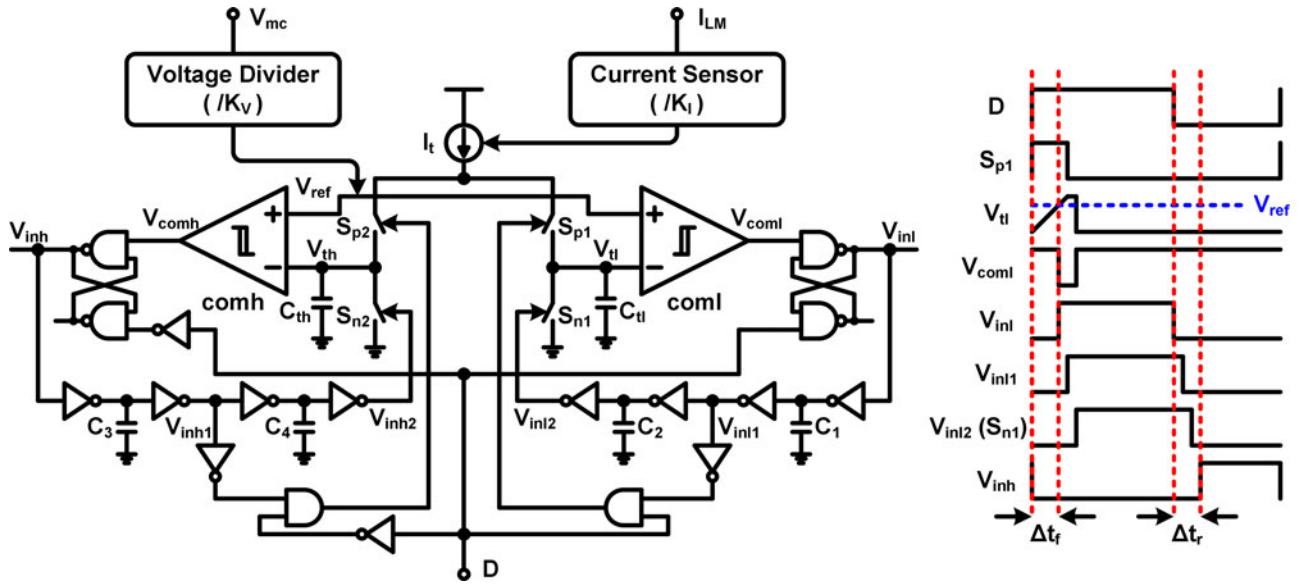 Vmc
ILM
Voltage Divider
( /KV )
Current Sensor
( /KI )
It
Vref
Vcomh
Sp2
Sp1
Vcoml
Vinh
Vinl
Vth
Vtl
comh
Cth
Sn2
Sn1
Ctl
coml
C3
Vinh1
C4
Vinh2
Vinl2
C2
Vinl1
C1
D
D
Sp1
Vtl
Vref
Vcoml
Vinl
Vinl1
Vinl2 (Sn1)
Vinh
Δtf
Δtr